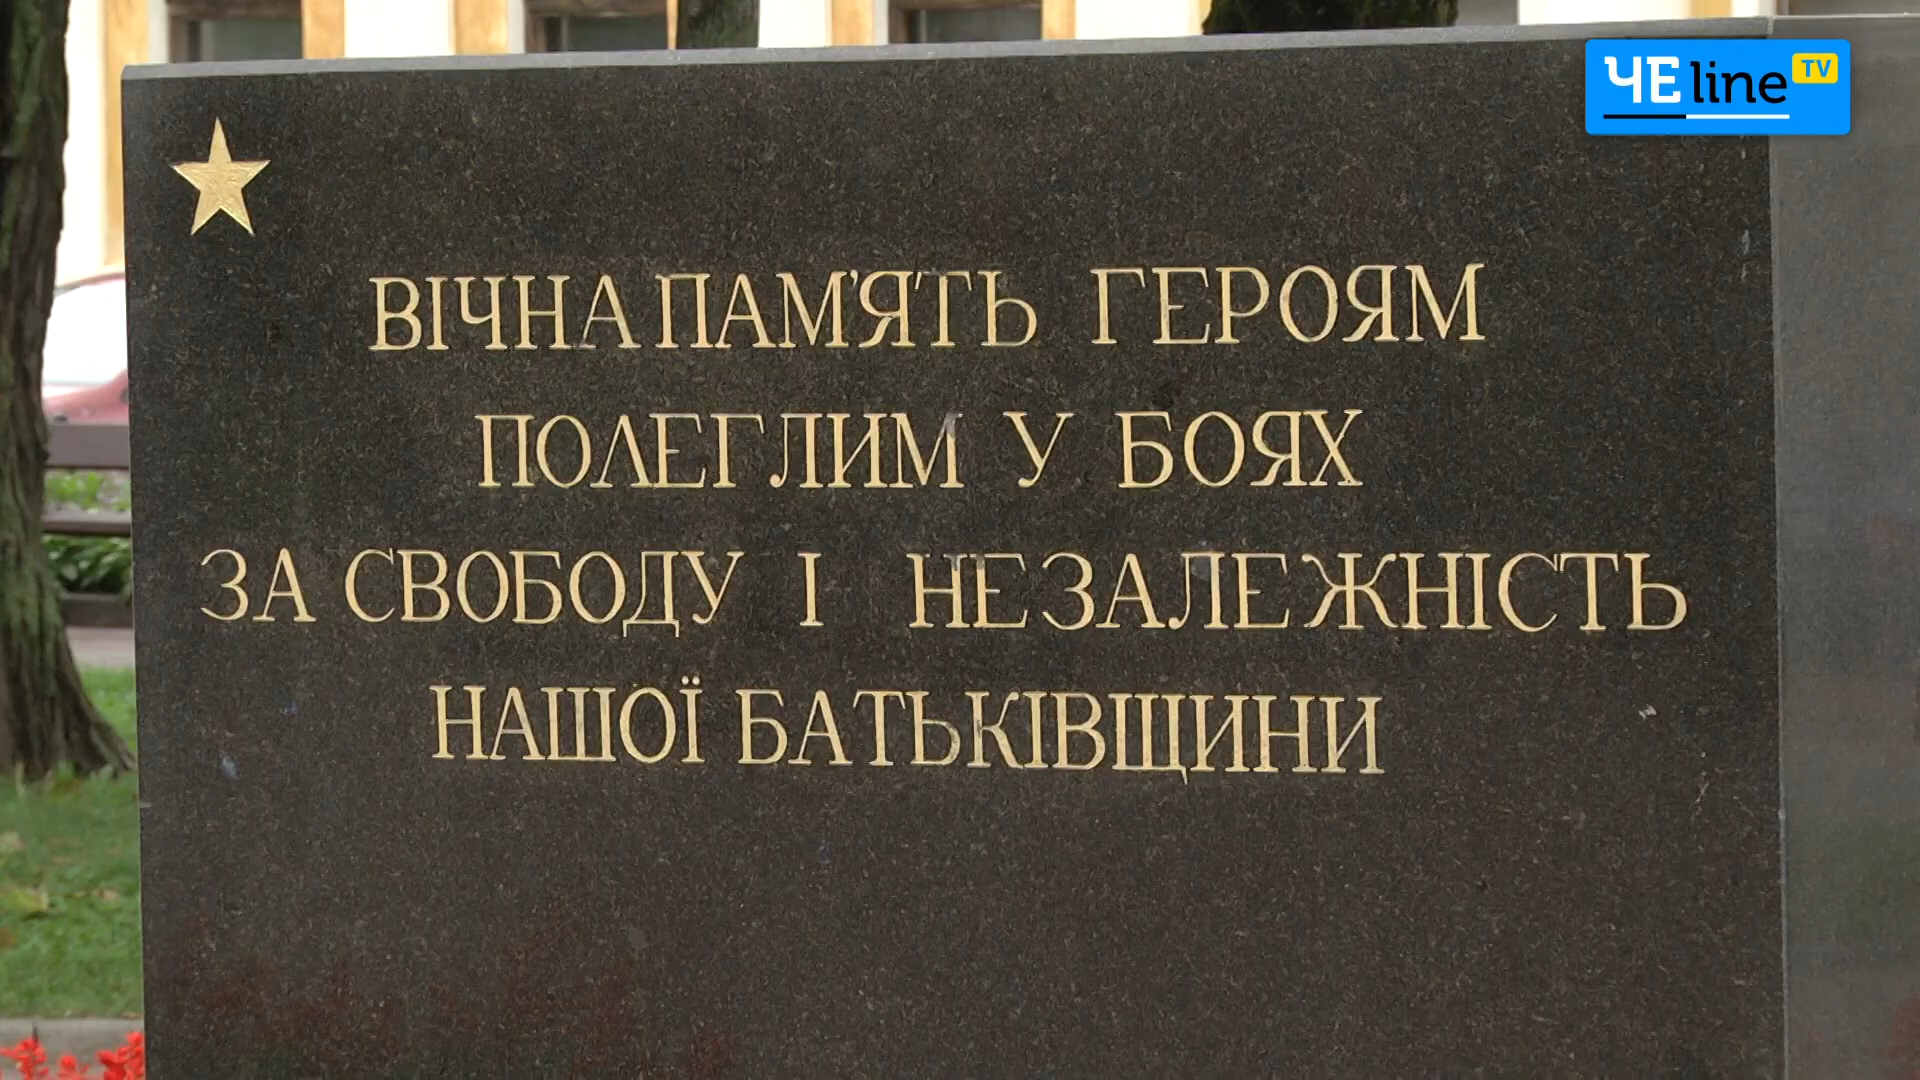 ЧЕ line TV
ВІЧНА ПАМ'ЯТЬ ГЕРОЯМ
ПОЛЕГЛИМ У БОЯХ
ЗА СВОБОДУ І НЕЗАЛЕЖНІСТЬ
НАШОЇ БАТЬКІВЩИНИ